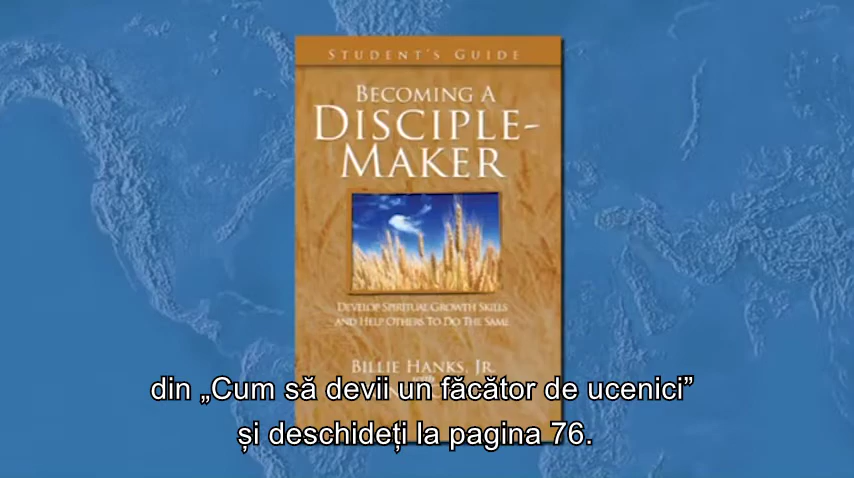 STUDENT'S GUIDE
BECOMING A
DISCIPLE-
MAKER
DEVELOP SPIRITUAL GROWTH SKILLS
AND HELP OTHERS TO DO THE SAME
BILLIE HANKS, JR.
din „Cum să devii un făcător de ucenici”
și deschideți la pagina 76.